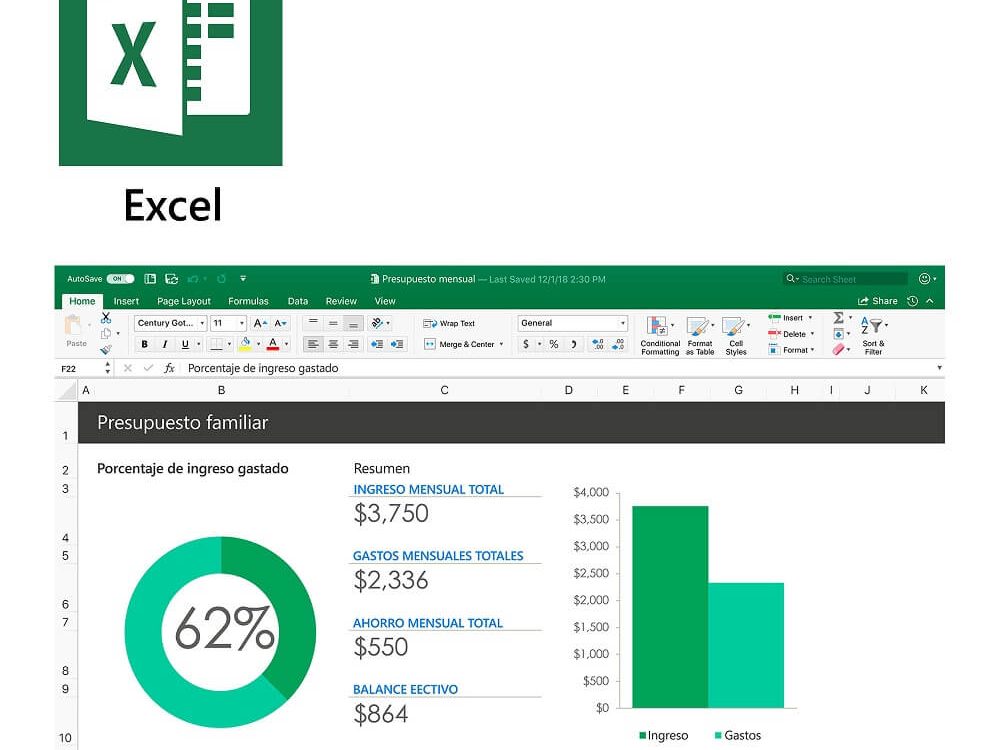 X
Excel
AutoSave ON Presupuesto mensual — Last Saved 12/1/18 2:30 PM Search Sheet
Home Insert Page Layout Formulas Data Review View Share
Paste Century Got... 11 A A Wrap Text General Conditional Formatting Format as Table Cell Styles Insert Sort & Filter
B I U A Merge & Center $ % Delete
Format
F22 fx Porcentaje de ingreso gastado
A B C D E F G H I J K
1 Presupuesto familiar
2 Porcentaje de ingreso gastado Resumen
3 INGRESO MENSUAL TOTAL $4,000
$3,750 $3,500
4 $3,000
5 GASTOS MENSUALES TOTALES $2,500
$2,336
6 $2,000
7 62% AHORRO MENSUAL TOTAL $1,500
$550 $1,000
8 $500
9 BALANCE EECTIVO $0
10 $864
Ingreso Gastos